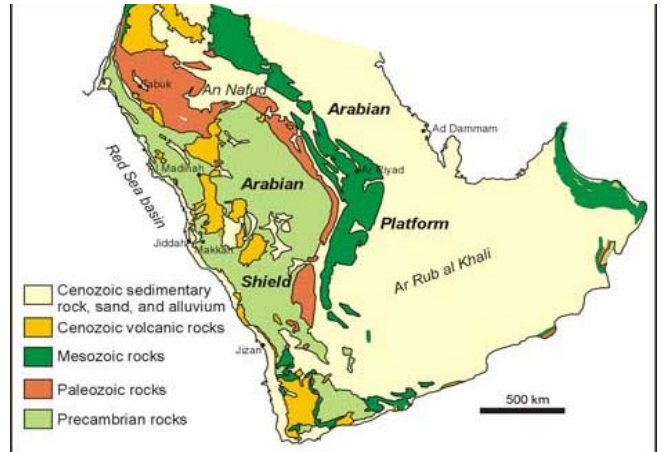 Tabuk
An Nafud
Arabian
Ad Dammam
Red Sea basin
Al Madinah
Arabian
Ar Riyad
Platform
Jiddah
Makkah
Shield
Ar Rub al Khali
Jizan
Cenozoic sedimentary
rock, sand, and alluvium
Cenozoic volcanic rocks
Mesozoic rocks
Paleozoic rocks
Precambrian rocks
500 km